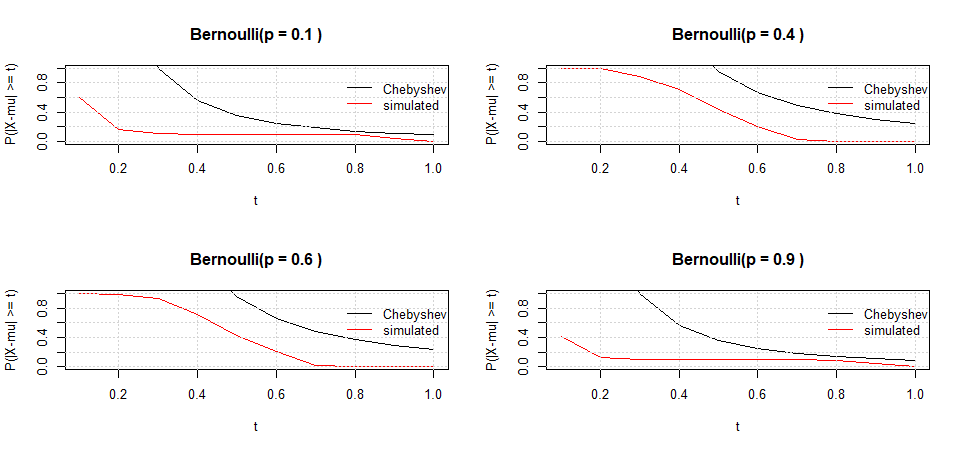 Bernoulli(p = 0.1 )
P(|X-mu| >= t)
0.0 0.4 0.8
Chebyshev
simulated
0.2 0.4 0.6 0.8 1.0
t
Bernoulli(p = 0.4 )
P(|X-mu| >= t)
0.0 0.4 0.8
Chebyshev
simulated
0.2 0.4 0.6 0.8 1.0
t
Bernoulli(p = 0.6 )
P(|X-mu| >= t)
0.0 0.4 0.8
Chebyshev
simulated
0.2 0.4 0.6 0.8 1.0
t
Bernoulli(p = 0.9 )
P(|X-mu| >= t)
0.0 0.4 0.8
Chebyshev
simulated
0.2 0.4 0.6 0.8 1.0
t